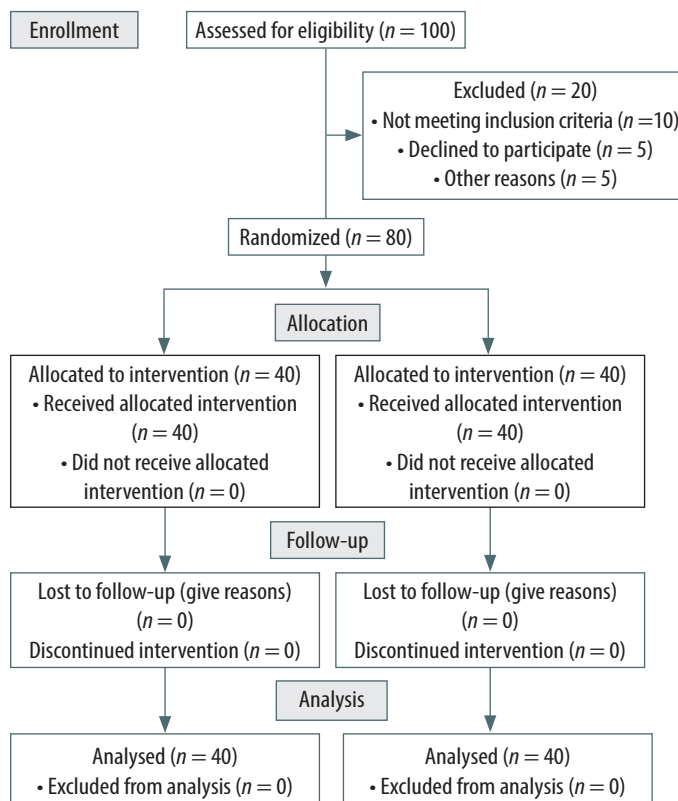 Enrollment
Assessed for eligibility (n = 100)
Excluded (n = 20)
• Not meeting inclusion criteria (n =10)
• Declined to participate (n = 5)
• Other reasons (n = 5)
Randomized (n = 80)
Allocation
Allocated to intervention (n = 40)
• Received allocated intervention
(n = 40)
• Did not receive allocated
intervention (n = 0)
Allocated to intervention (n = 40)
• Received allocated intervention
(n = 40)
• Did not receive allocated
intervention (n = 0)
Follow-up
Lost to follow-up (give reasons)
(n = 0)
Discontinued intervention (n = 0)
Lost to follow-up (give reasons)
(n = 0)
Discontinued intervention (n = 0)
Analysis
Analysed (n = 40)
• Excluded from analysis (n = 0)
Analysed (n = 40)
• Excluded from analysis (n = 0)